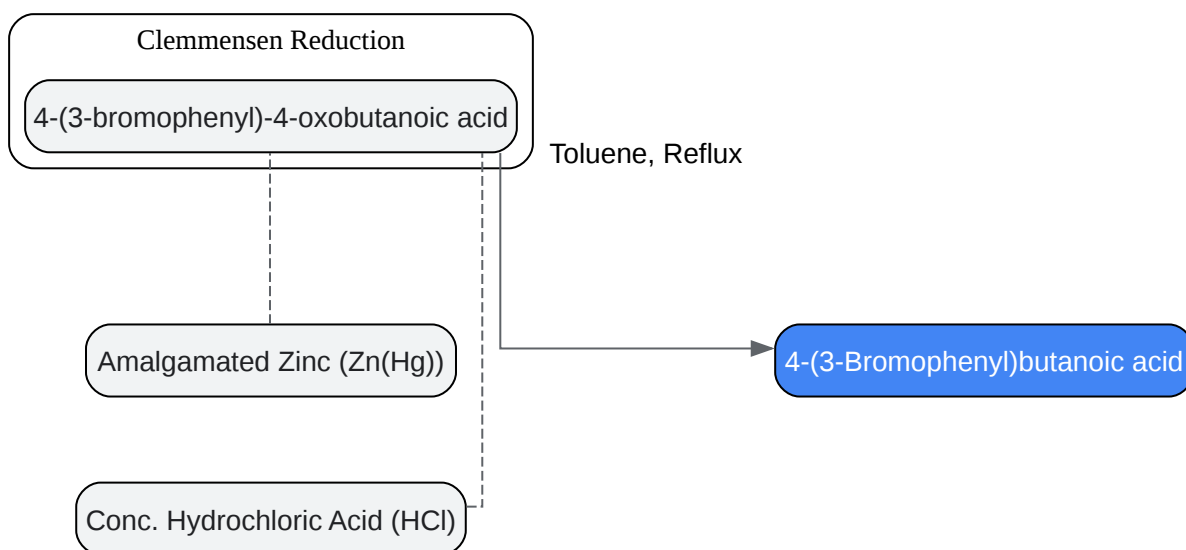 Clemmensen Reduction
4-(3-bromophenyl)-4-oxobutanoic acid
Toluene, Reflux
Amalgamated Zinc (Zn(Hg))
4-(3-Bromophenyl)butanoic acid
Conc. Hydrochloric Acid (HCl)